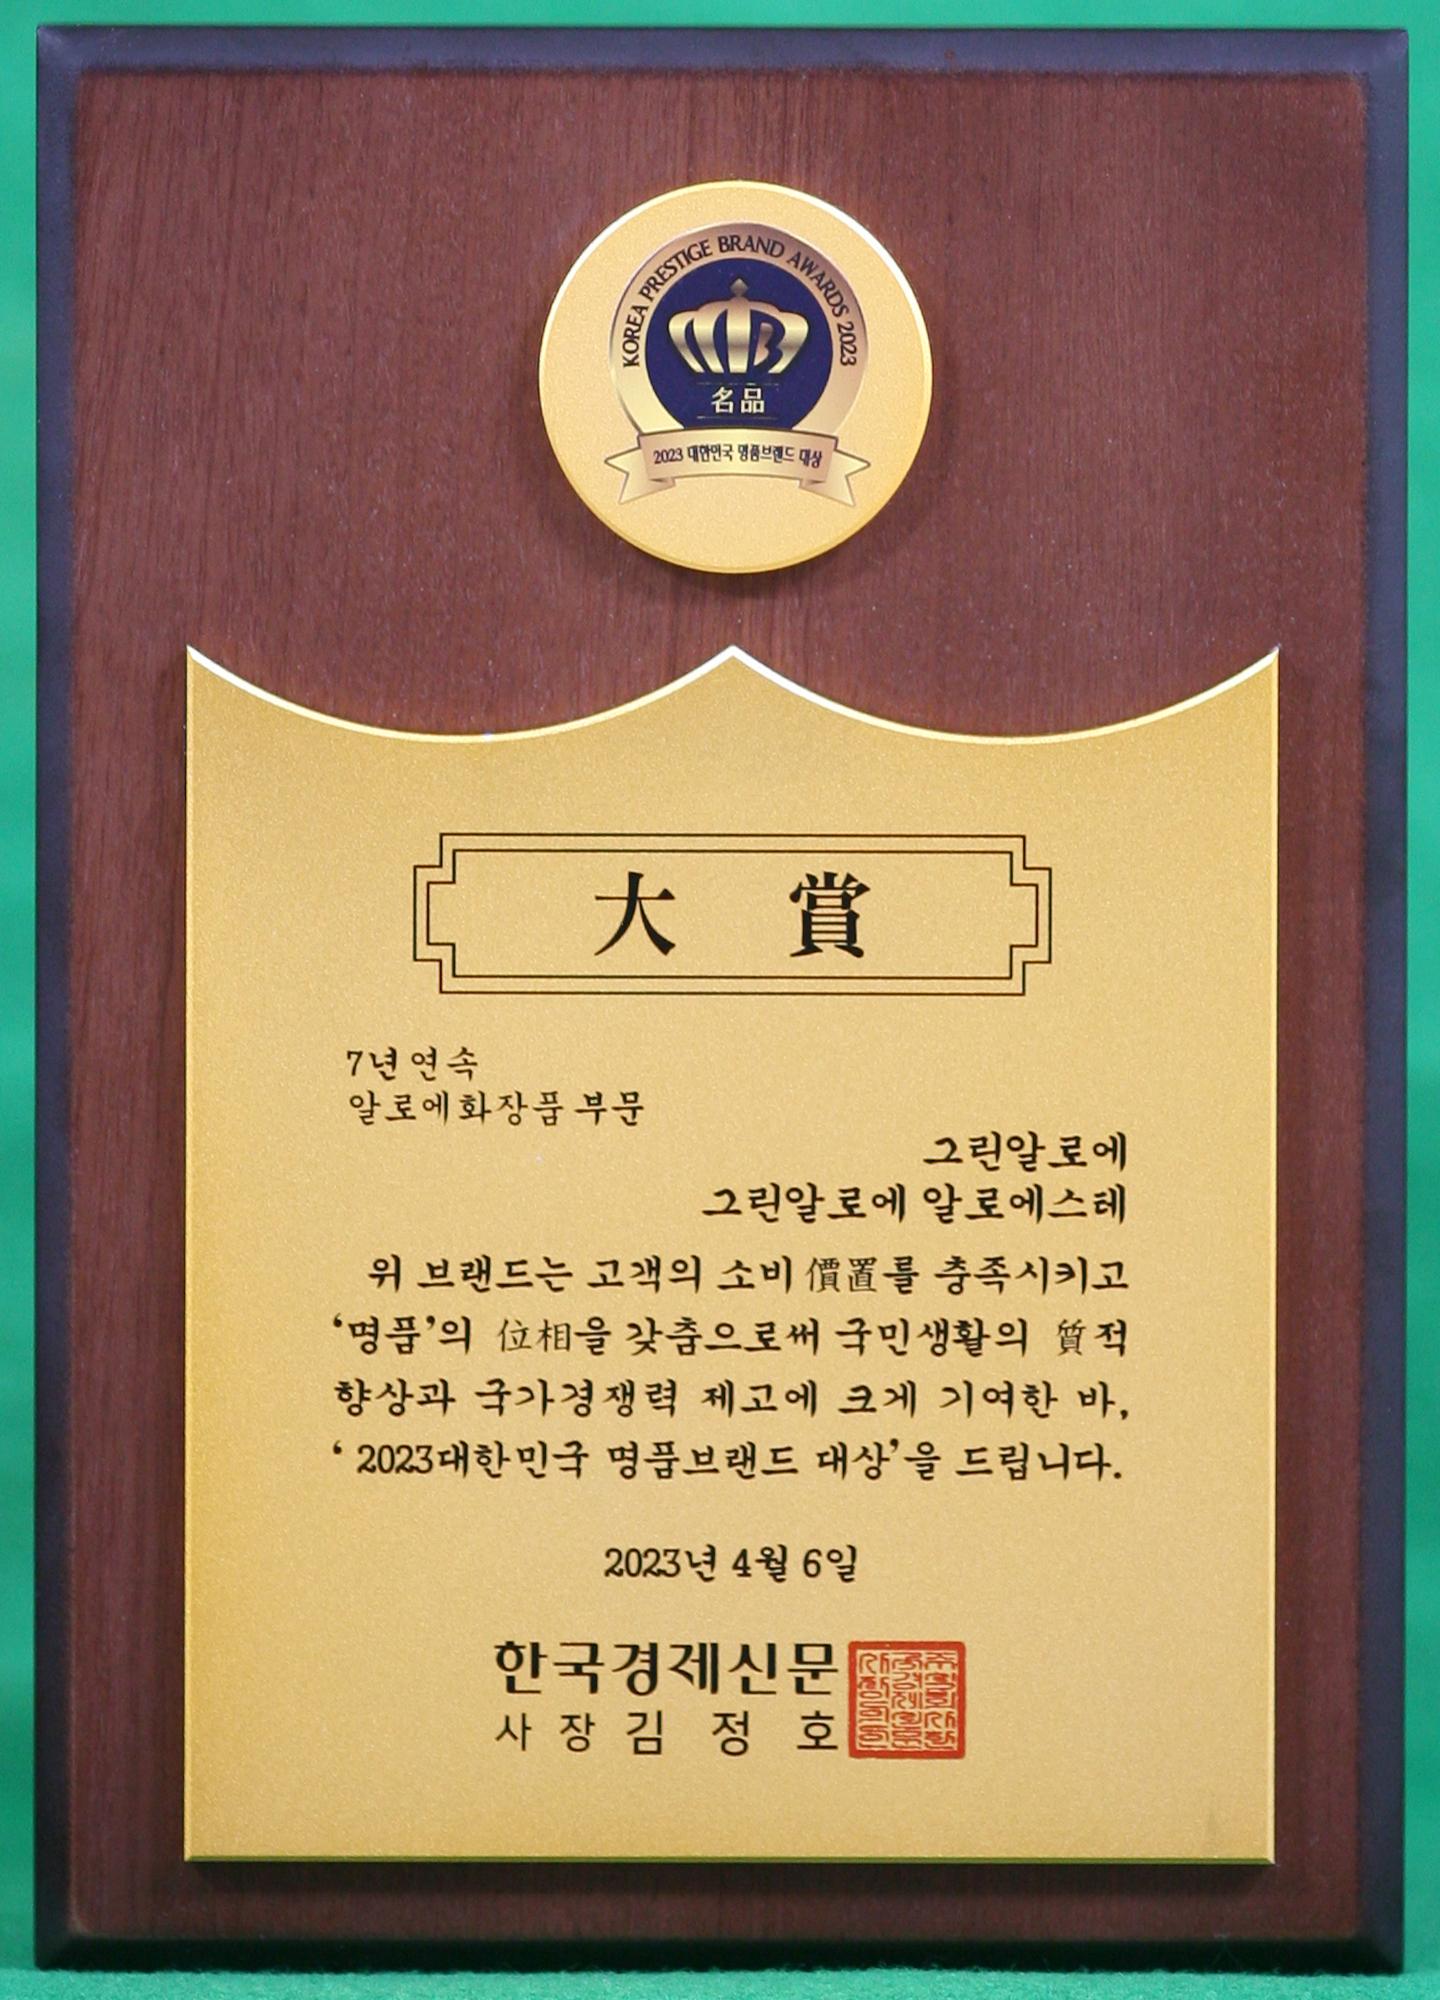 KOREA PRESTIGE BRAND AWARDS 2023
名品
2023 대한민국 명품브랜드 대상
大 賞
7년 연속
알로에화장품 부문
그린알로에
그린알로에 알로에스테
위 브랜드는 고객의 소비 價置를 충족시키고
‘명품’의 位相을 갖춤으로써 국민생활의 質적
향상과 국가경쟁력 제고에 크게 기여한 바,
‘2023대한민국 명품브랜드 대상’을 드립니다.
2023년 4월 6일
한국경제신문
사 장 김 정 호